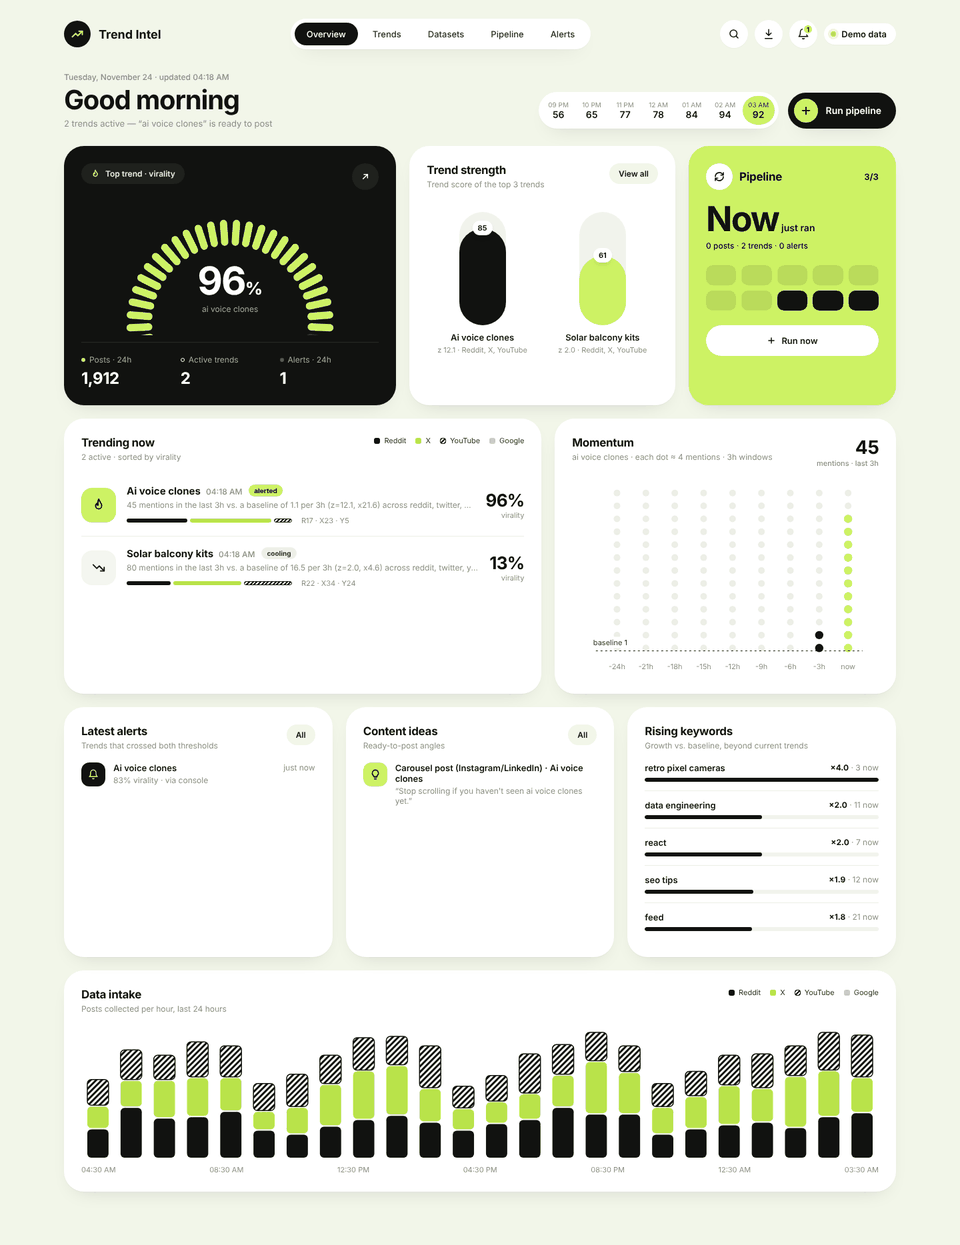 Trend Intel
Overview
Trends
Datasets
Pipeline
Alerts
1
Demo data
Tuesday, November 24 · updated 04:18 AM
Good morning
2 trends active — “ai voice clones” is ready to post
09 PM 10 PM 11 PM 12 AM 01 AM 02 AM 03 AM
56 65 77 78 84 94 92
Run pipeline
Top trend · virality
96%
ai voice clones
Posts · 24h
1,912
Active trends
2
Alerts · 24h
1
Trend strength
Trend score of the top 3 trends
View all
85
61
Ai voice clones
z 12.1 · Reddit, X, YouTube
Solar balcony kits
z 2.0 · Reddit, X, YouTube
Pipeline
3/3
Now just ran
0 posts · 2 trends · 0 alerts
Run now
Trending now
2 active · sorted by virality
Reddit X YouTube Google
Ai voice clones 04:18 AM alerted
45 mentions in the last 3h vs. a baseline of 1.1 per 3h (z=12.1, x21.6) across reddit, twitter, ...
R17 · X23 · Y5
96%
virality
Solar balcony kits 04:18 AM cooling
80 mentions in the last 3h vs. a baseline of 16.5 per 3h (z=2.0, x4.6) across reddit, twitter, y...
R22 · X34 · Y24
13%
virality
Momentum
ai voice clones · each dot ≈ 4 mentions · 3h windows
45
mentions · last 3h
baseline 1
-24h -21h -18h -15h -12h -9h -6h -3h now
Latest alerts
Trends that crossed both thresholds
All
Ai voice clones
just now
83% virality · via console
Content ideas
Ready-to-post angles
All
Carousel post (Instagram/LinkedIn) · Ai voice
clones
“Stop scrolling if you haven't seen ai voice clones
yet.”
Rising keywords
Growth vs. baseline, beyond current trends
retro pixel cameras ×4.0 · 3 now
data engineering ×2.0 · 11 now
react ×2.0 · 7 now
seo tips ×1.9 · 12 now
feed ×1.8 · 21 now
Data intake
Posts collected per hour, last 24 hours
Reddit X YouTube Google
04:30 AM 08:30 AM 12:30 PM 04:30 PM 08:30 PM 12:30 AM 03:30 AM